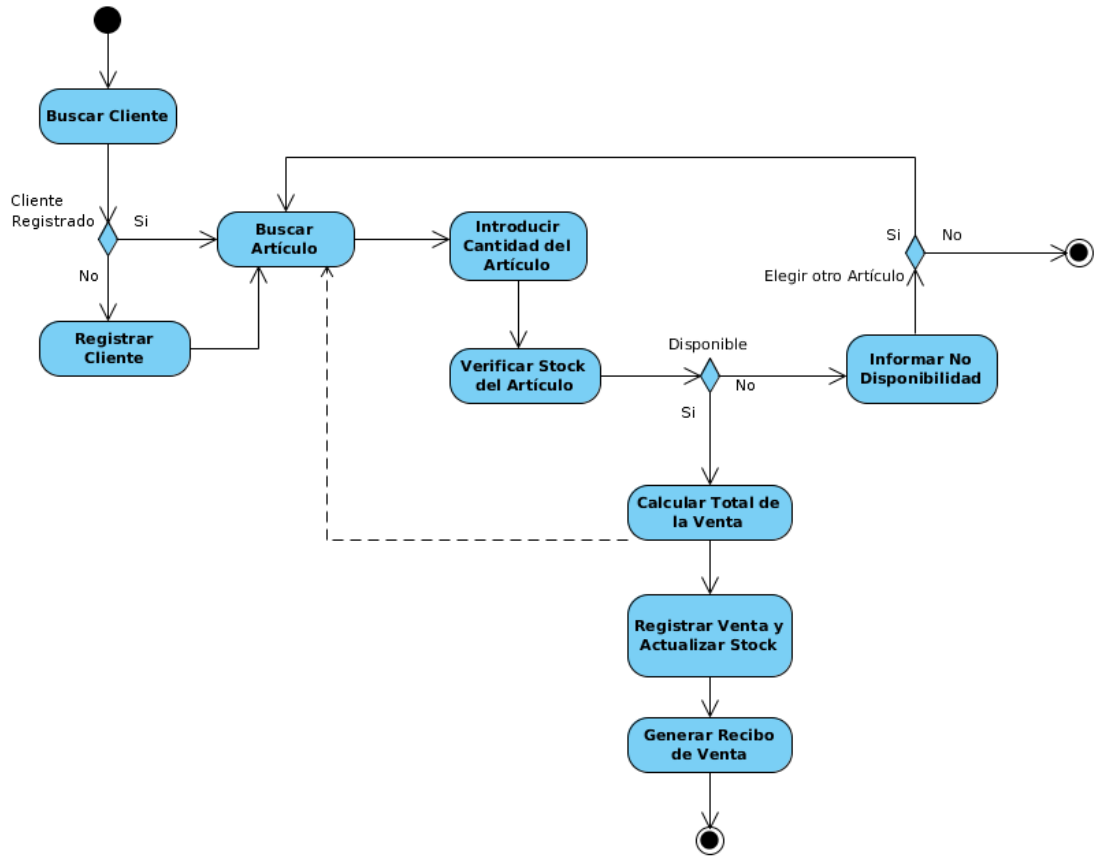 Buscar Cliente
Cliente
Registrado
Si
No
Buscar
Artículo
Registrar
Cliente
Introducir
Cantidad del
Artículo
Verificar Stock
del Artículo
Disponible
No
Si
Informar No
Disponibilidad
Elegir otro Artículo
Si
No
Calcular Total de
la Venta
Registrar Venta y
Actualizar Stock
Generar Recibo
de Venta